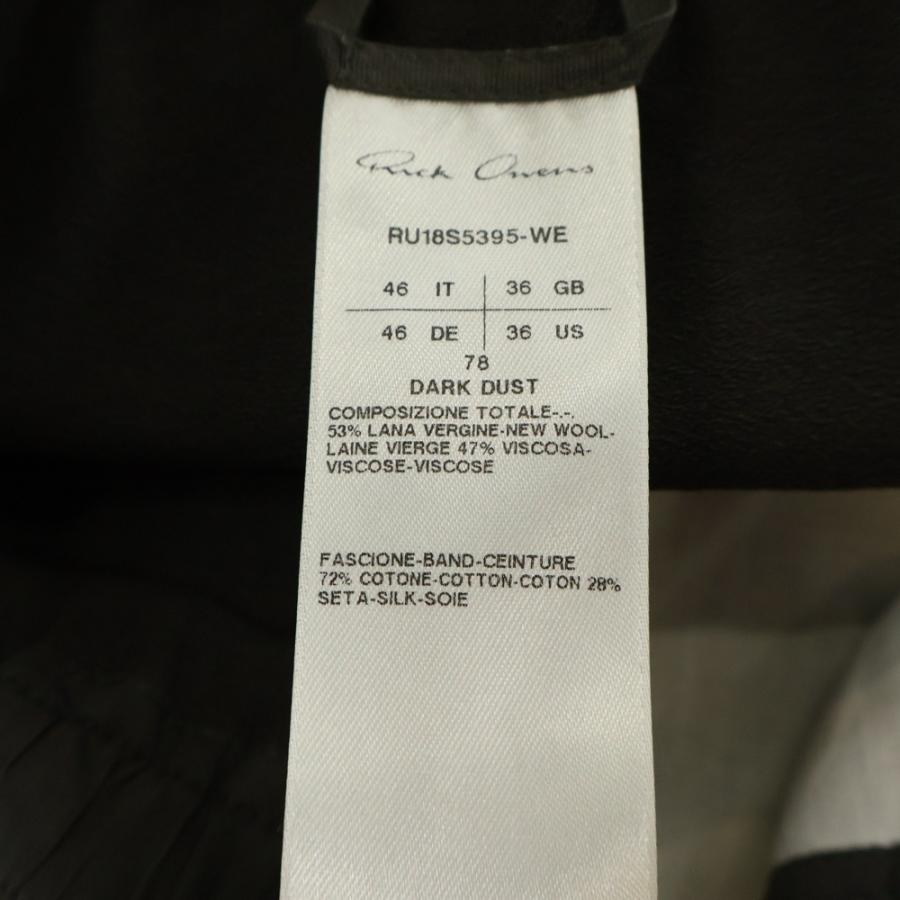 Rick Owens
RU18S5395-WE
46 IT 36 GB
46 DE 36 US
78
DARK DUST
COMPOSIZIONE TOTALE-.-.
53% LANA VERGINE-NEW WOOL-
LAINE VIERGE 47% VISCOSA-
VISCOSE-VISCOSE
FASCIONE-BAND-CEINTURE
72% COTONE-COTTON-COTON 28%
SETA-SILK-SOIE